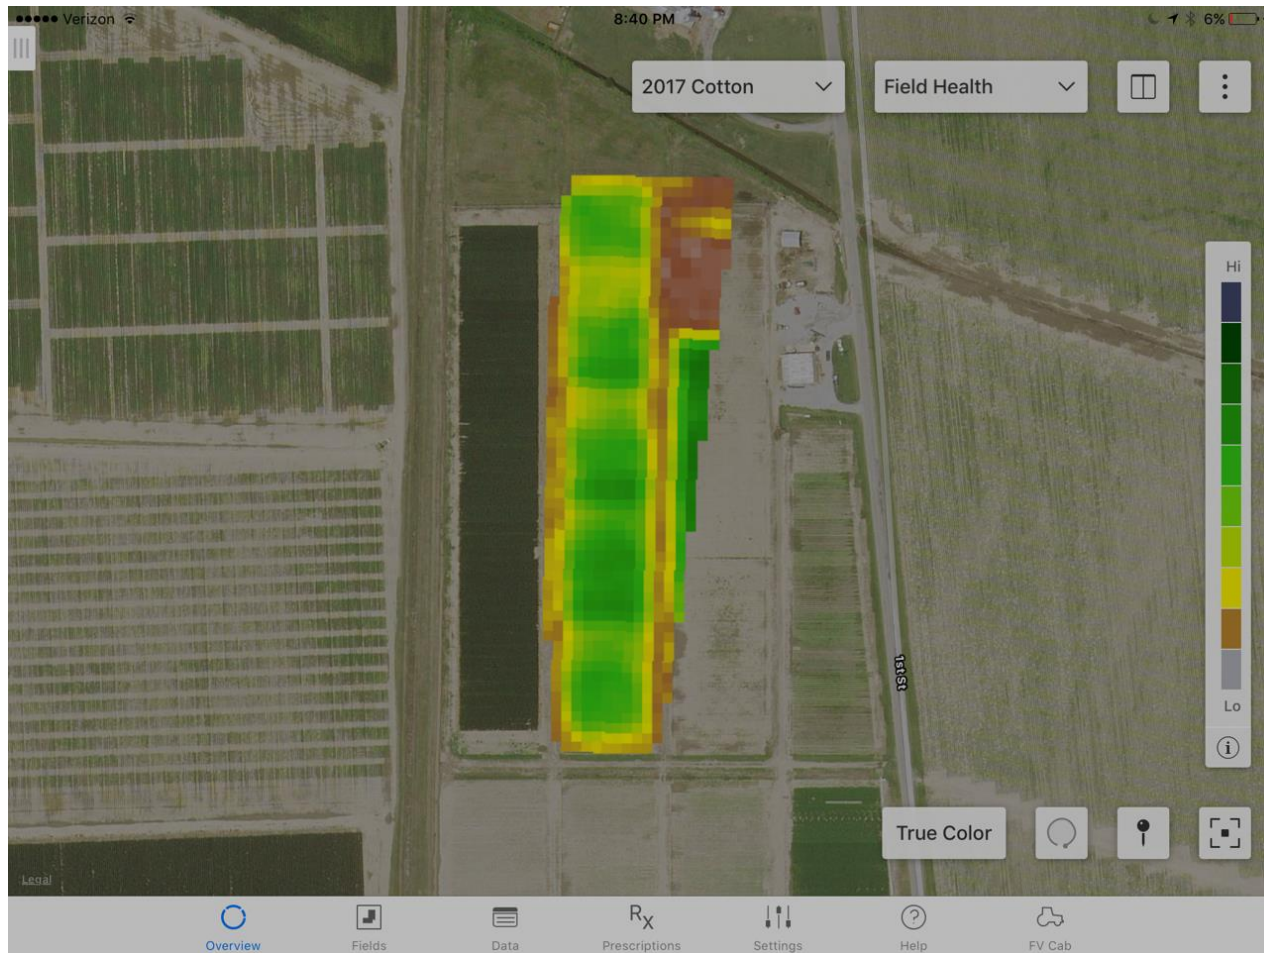 Verizon
8:40 PM
6%
2017 Cotton
Field Health
Hi
Lo
1st St
True Color
Legal
Rx
Overview
Fields
Data
Prescriptions
Settings
Help
FV Cab